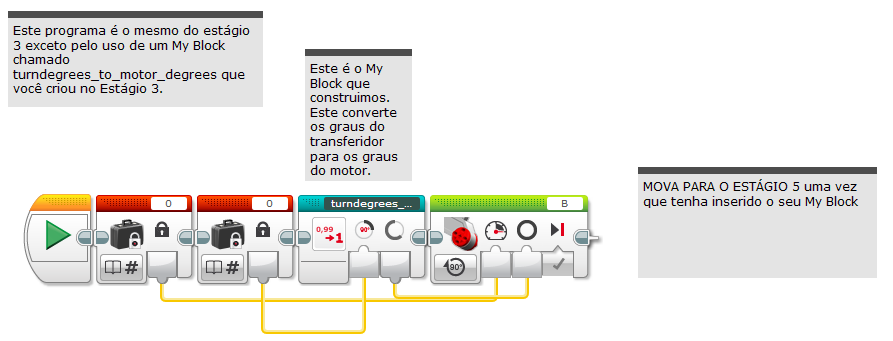 Este programa é o mesmo do estágio
3 exceto pelo uso de um My Block
chamado
turndegrees_to_motor_degrees que
você criou no Estágio 3.
Este é o My
Block que
construimos.
Este converte
os graus do
transferidor
para os graus
do motor.
MOVA PARA O ESTÁGIO 5 uma vez
que tenha inserido o seu My Block
0
0
turndegrees_...
B
0,99
1
90°
#
#
90°